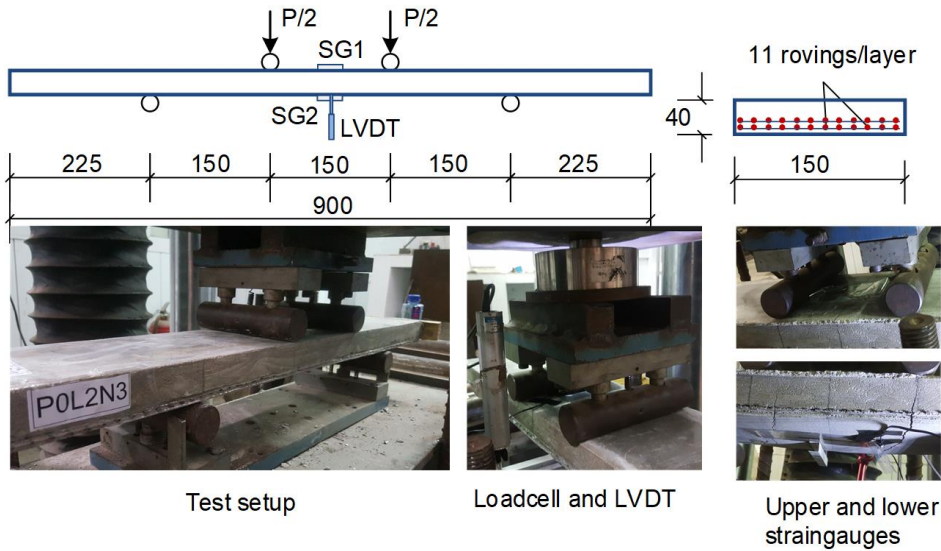 P/2 P/2
SG1
11 rovings/layer
SG2
LVDT
40
225 150 150 150 225
150
900
P0L2N3
Test setup
Loadcell and LVDT
Upper and lower
straingauges